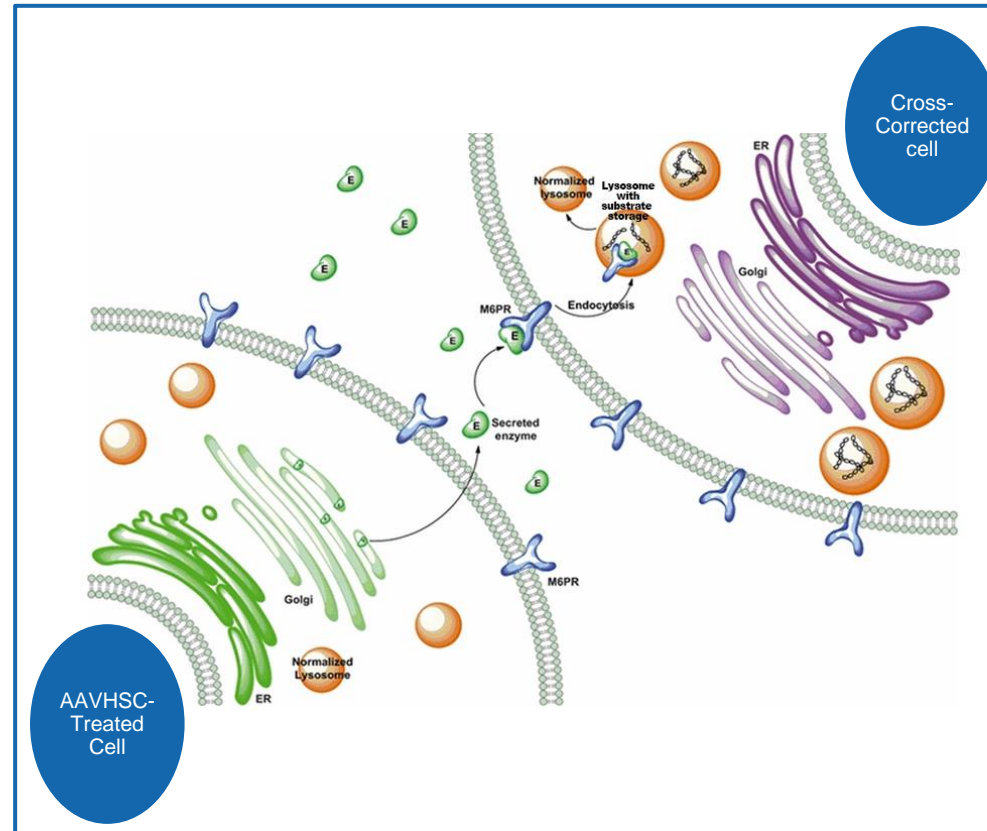 Cross-
Corrected
cell
ER
Normalized
lysosome
Lysosome
with
substrate
storage
E
E
E
E
Golgi
M6PR
Endocytosis
E
E
E
Secreted
enzyme
E
M6PR
Golgi
Normalized
Lysosome
ER
AAVHSC-
Treated
Cell